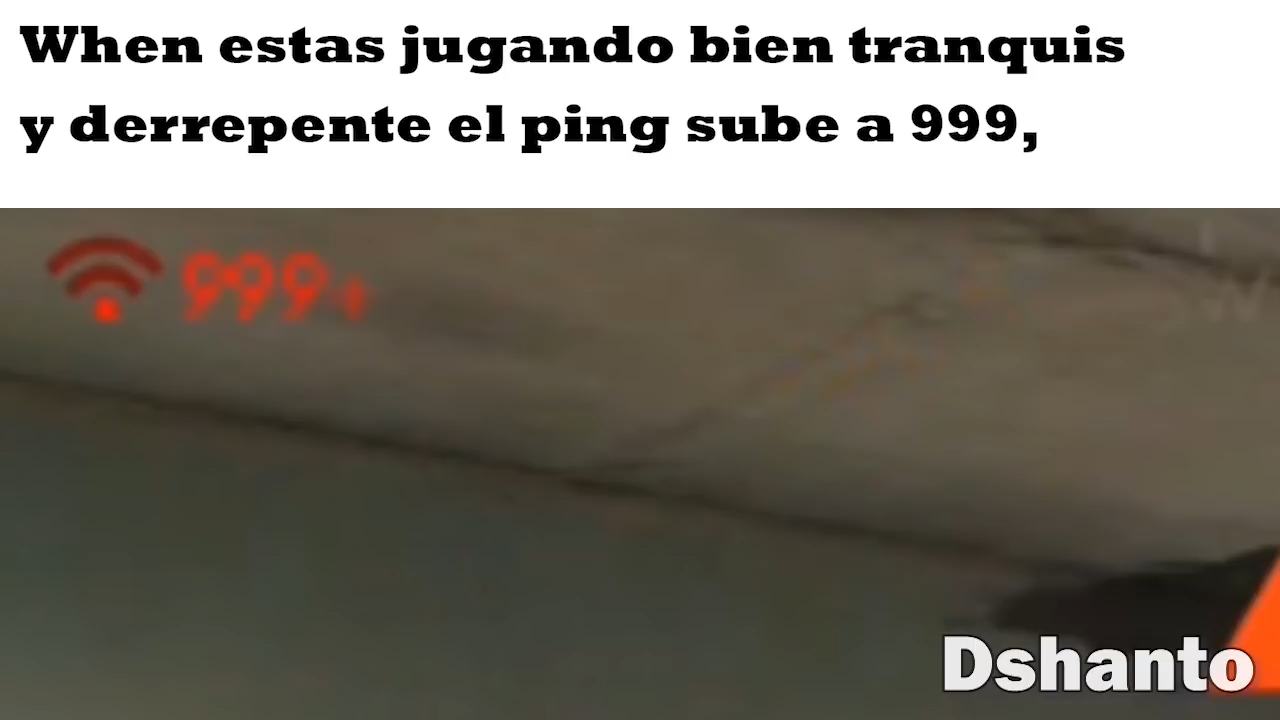 When estas jugando bien tranquis
y derrepente el ping sube a 999,
999+
Dshanto